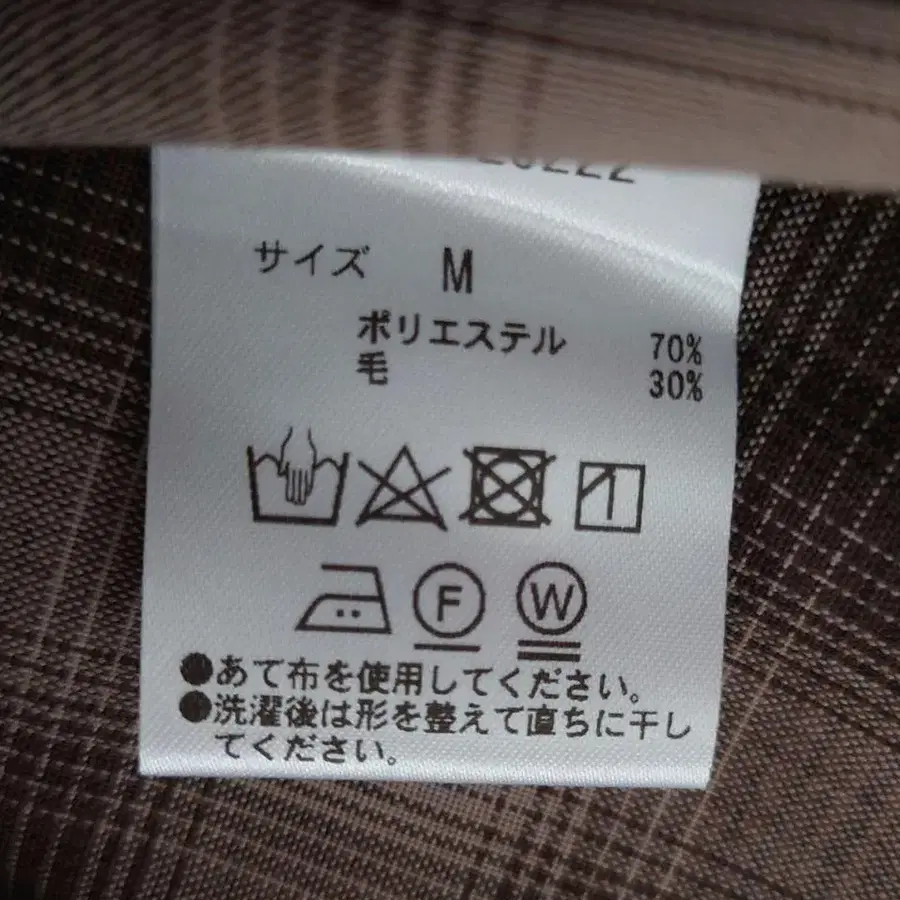 サイズ M
ポリエステル 70%
毛 30%
F W
●あて布を使用してください。
●洗濯後は形を整えて直ちに干し
てください。